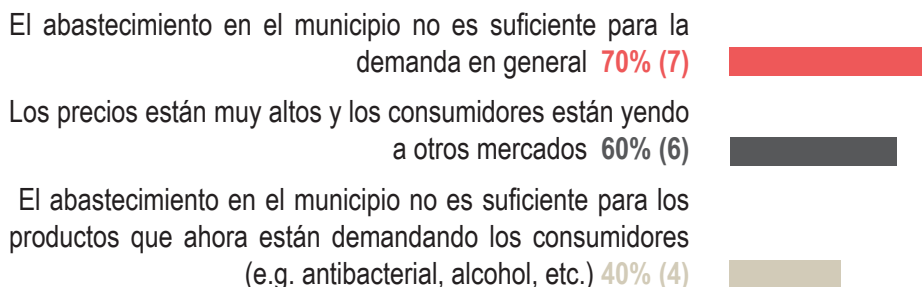 El abastecimiento en el municipio no es suficiente para la
demanda en general 70% (7)
Los precios están muy altos y los consumidores están yendo
a otros mercados 60% (6)
El abastecimiento en el municipio no es suficiente para los
productos que ahora están demandando los consumidores
(e.g. antibacterial, alcohol, etc.) 40% (4)